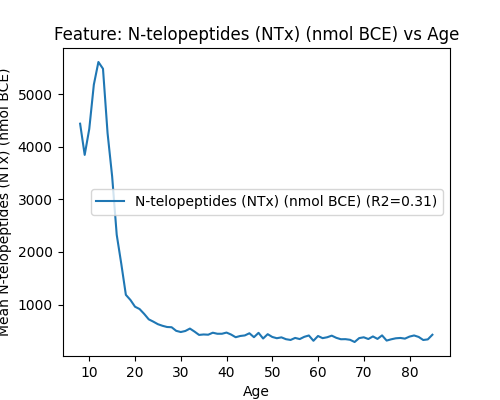 Feature: N-telopeptides (NTx) (nmol BCE) vs Age
Mean N-telopeptides (NTx) (nmol BCE)
5000
4000
3000
2000
1000
N-telopeptides (NTx) (nmol BCE) (R2=0.31)
10 20 30 40 50 60 70 80
Age